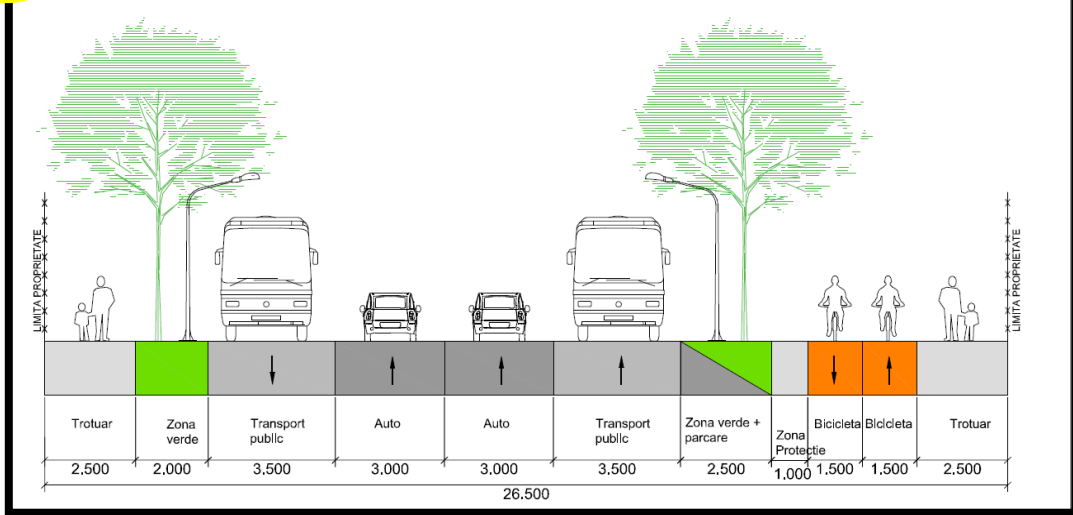 LIMITA PROPRIETATE
LIMITA PROPRIETATE
Trotuar
Zona
verde
Transport
public
Auto
Auto
Transport
public
Zona verde +
parcare
Zona
Protectie
Bicicleta
Bicicleta
Trotuar
2,500
2,000
3.500
3,000
3,000
3,500
2,500
1,000
1,500
1,500
2,500
26.500